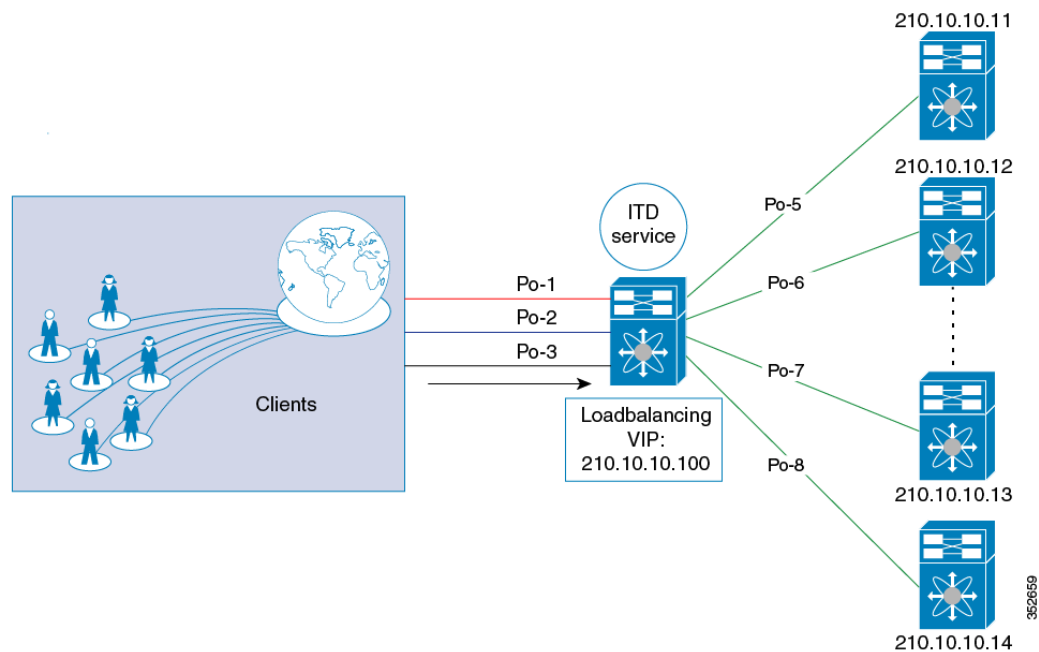 210.10.10.11
210.10.10.12
Po-5
ITD
service
Po-6
Po-1
Po-2
Po-3
Po-7
Clients
Loadbalancing
VIP:
210.10.10.100
Po-8
210.10.10.13
352659
210.10.10.14